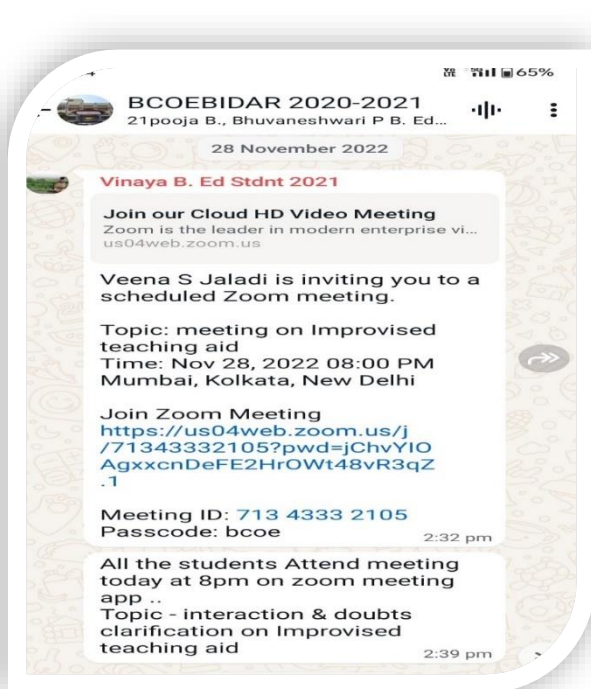 65%
BCOEBIDAR 2020-2021
21pooja B., Bhuvaneshwari P B. Ed...
28 November 2022
Vinaya B. Ed Stdnt 2021
Join our Cloud HD Video Meeting
Zoom is the leader in modern enterprise vi...
us04web.zoom.us
Veena S Jaladi is inviting you to a
scheduled Zoom meeting.
Topic: meeting on Improvised
teaching aid
Time: Nov 28, 2022 08:00 PM
Mumbai, Kolkata, New Delhi
Join Zoom Meeting
https://us04web.zoom.us/j
/71343332105?pwd=jChvYIO
AgxxcnDeFE2HrOWt48vR3qZ
.1
Meeting ID: 713 4333 2105
Passcode: bcoe
2:32 pm
All the students Attend meeting
today at 8pm on zoom meeting
app ..
Topic - interaction & doubts
clarification on Improvised
teaching aid
2:39 pm